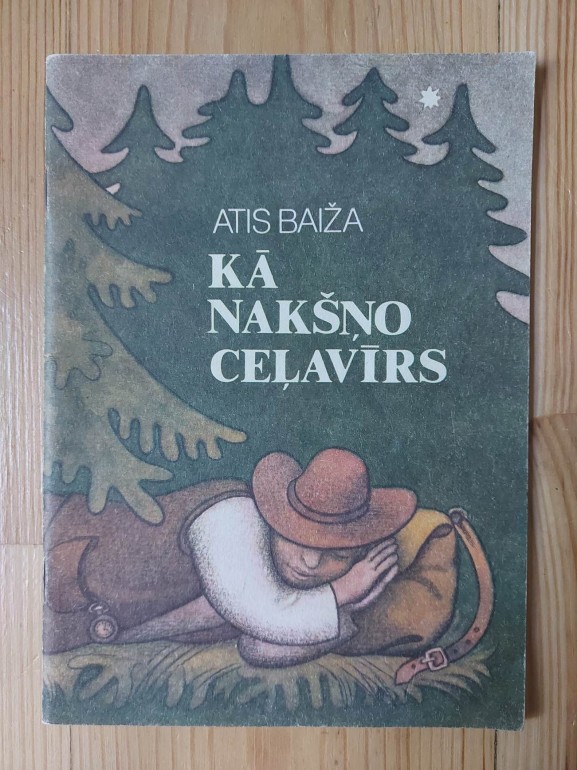 ATIS BAIŽA
KĀ
NAKŠŅO
CEĻAVĪRS